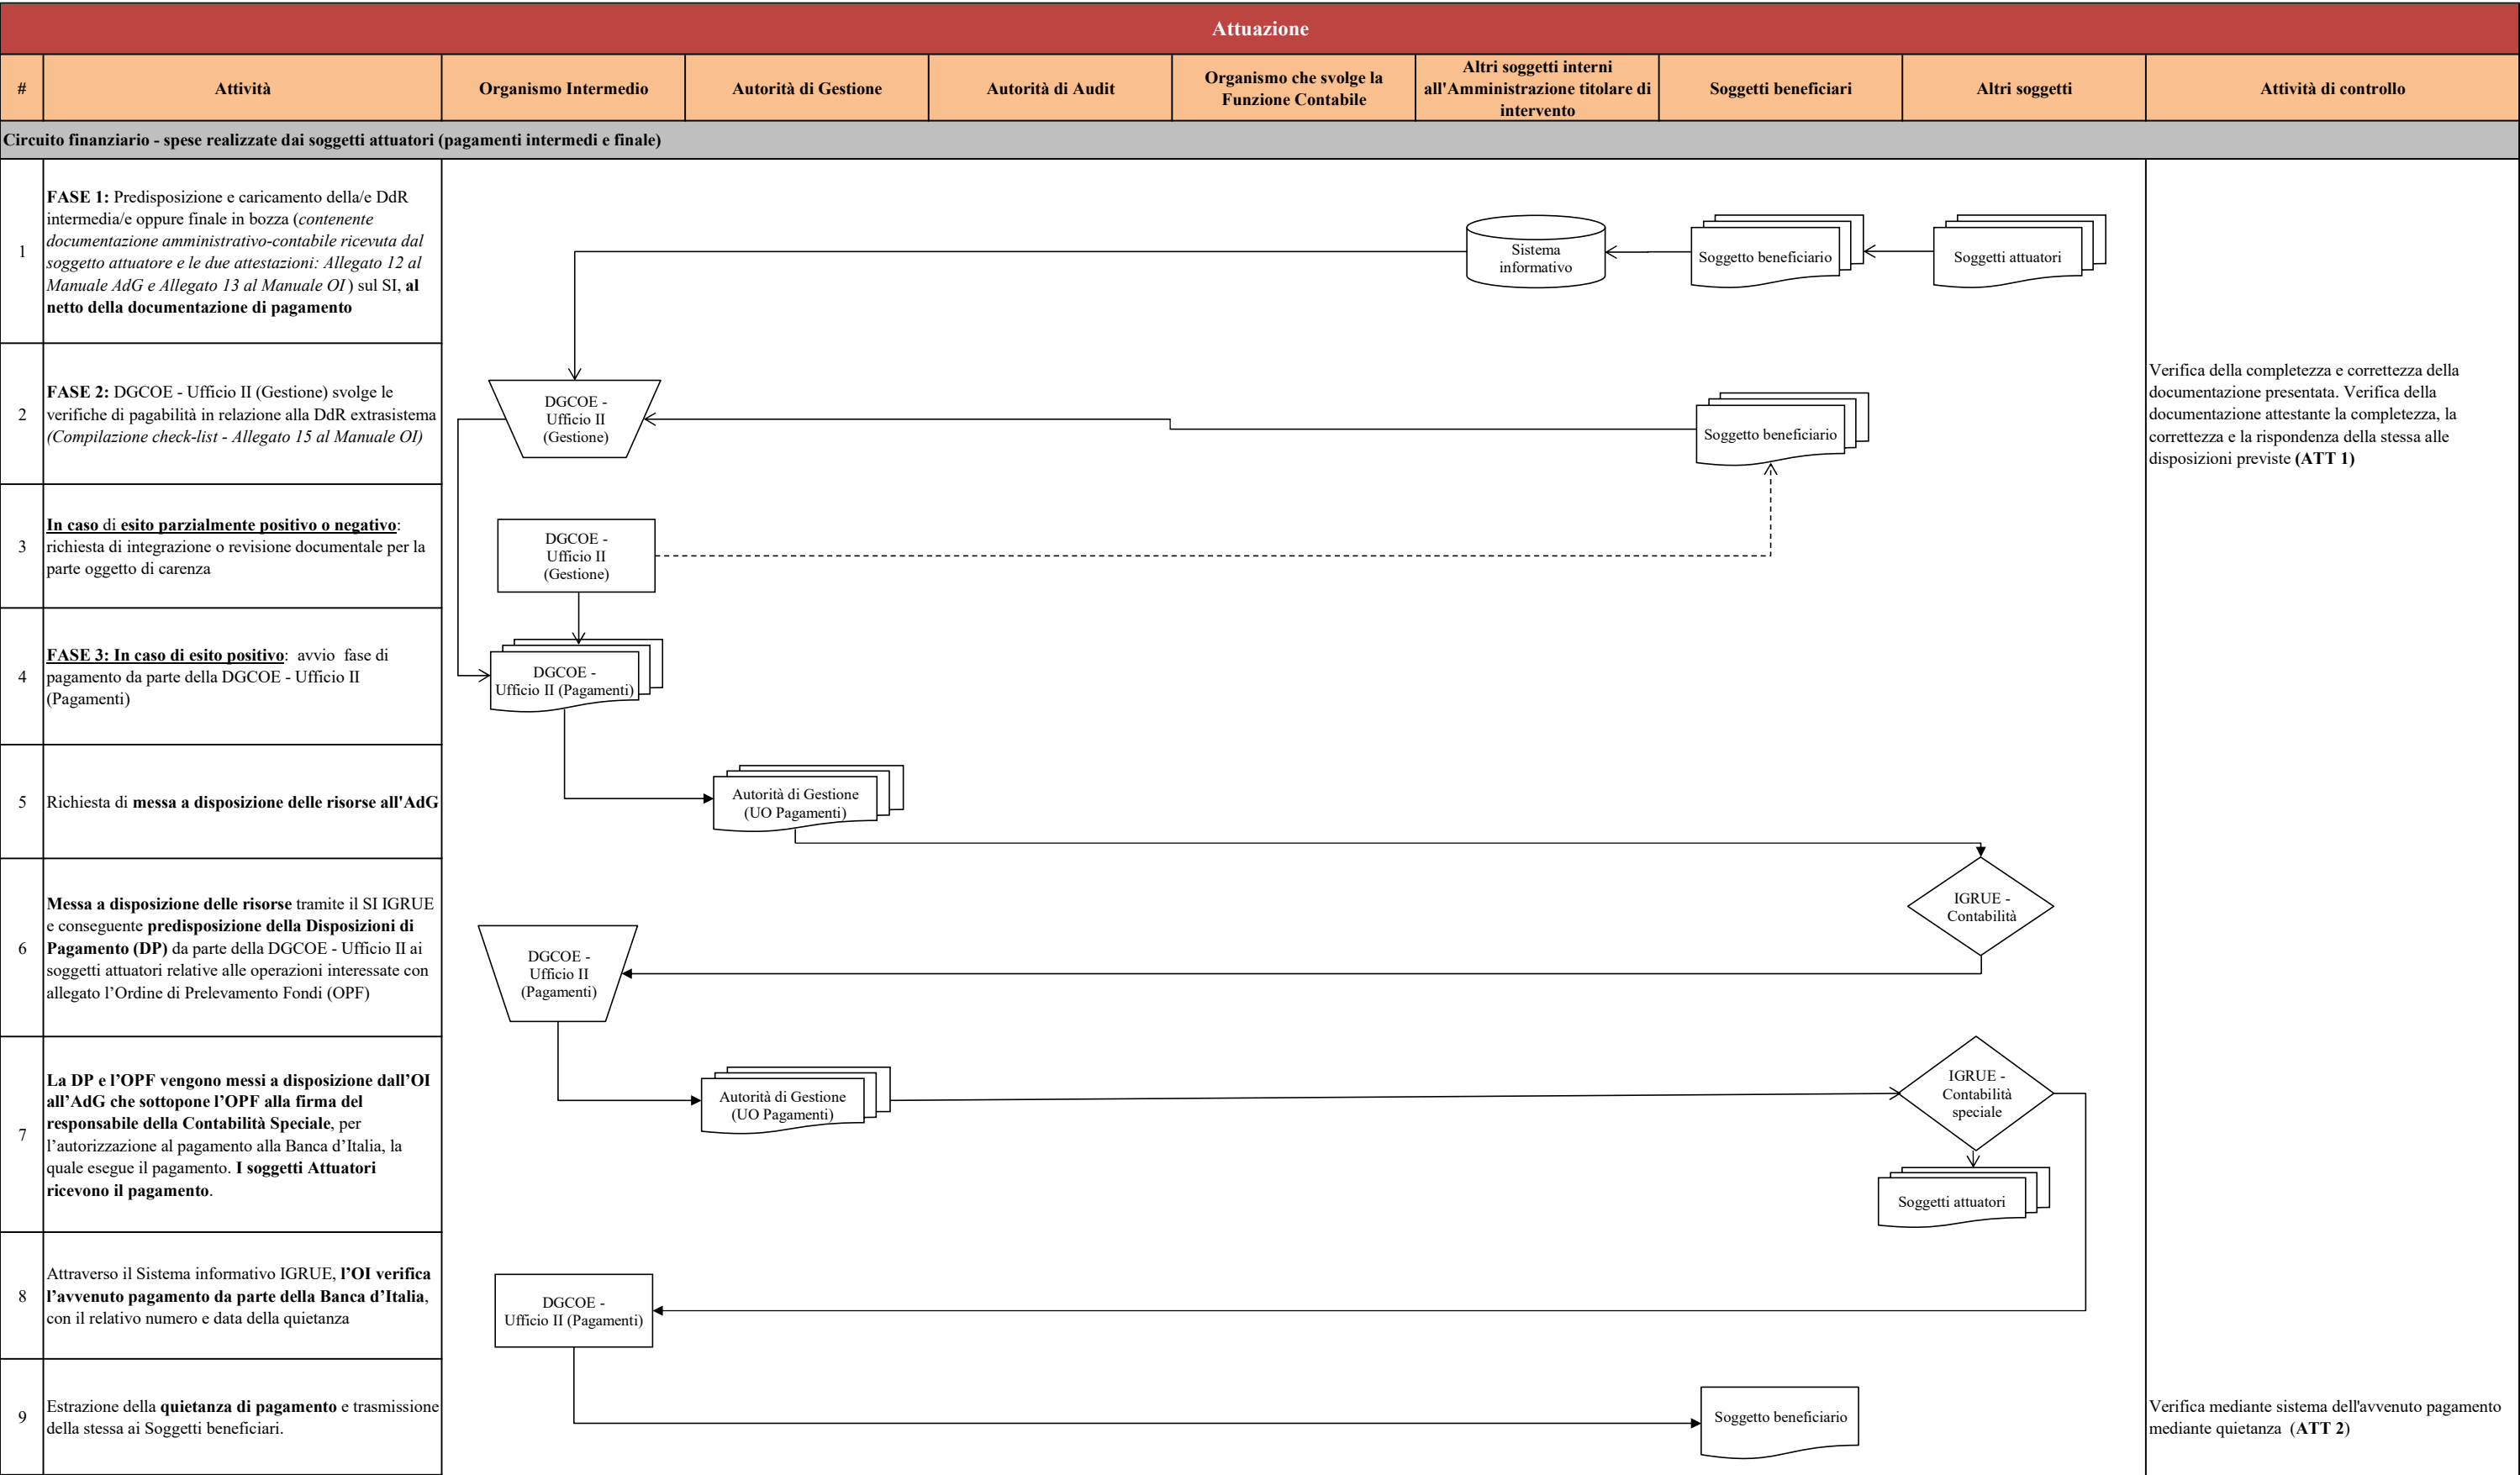 Attuazione
#
Attività
Organismo Intermedio
Autorità di Gestione
Autorità di Audit
Organismo che svolge la
Funzione Contabile
Altri soggetti interni
all'Amministrazione titolare di
intervento
Soggetti beneficiari
Altri soggetti
Attività di controllo
Circuito finanziario - spese realizzate dai soggetti attuatori (pagamenti intermedi e finale)
1
FASE 1: Predisposizione e caricamento della/e DdR
intermedia/e oppure finale in bozza (contenente
documentazione amministrativo-contabile ricevuta dal
soggetto attuatore e le due attestazioni: Allegato 12 al
Manuale AdG e Allegato 13 al Manuale OI ) sul SI, al
netto della documentazione di pagamento
Sistema
informativo
Soggetto beneficiario
Soggetti attuatori
2
FASE 2: DGCOE - Ufficio II (Gestione) svolge le
verifiche di pagabilità in relazione alla DdR extrasistema
(Compilazione check-list - Allegato 15 al Manuale OI)
DGCOE -
Ufficio II
(Gestione)
Soggetto beneficiario
Verifica della completezza e correttezza della
documentazione presentata. Verifica della
documentazione attestante la completezza, la
correttezza e la rispondenza della stessa alle
disposizioni previste (ATT 1)
3
In caso di esito parzialmente positivo o negativo:
richiesta di integrazione o revisione documentale per la
parte oggetto di carenza
DGCOE -
Ufficio II
(Gestione)
4
FASE 3: In caso di esito positivo:  avvio  fase di
pagamento da parte della DGCOE - Ufficio II
(Pagamenti)
DGCOE -
Ufficio II (Pagamenti)
5
Richiesta di messa a disposizione delle risorse all'AdG
Autorità di Gestione
(UO Pagamenti)
6
Messa a disposizione delle risorse tramite il SI IGRUE
e conseguente predisposizione della Disposizioni di
Pagamento (DP) da parte della DGCOE - Ufficio II ai
soggetti attuatori relative alle operazioni interessate con
allegato l’Ordine di Prelevamento Fondi (OPF)
DGCOE -
Ufficio II
(Pagamenti)
IGRUE -
Contabilità
7
La DP e l’OPF vengono messi a disposizione dall’OI
all’AdG che sottopone l’OPF alla firma del
responsabile della Contabilità Speciale, per
l’autorizzazione al pagamento alla Banca d’Italia, la
quale esegue il pagamento. I soggetti Attuatori
ricevono il pagamento.
Autorità di Gestione
(UO Pagamenti)
IGRUE -
Contabilità
speciale
Soggetti attuatori
8
Attraverso il Sistema informativo IGRUE, l’OI verifica
l’avvenuto pagamento da parte della Banca d’Italia,
con il relativo numero e data della quietanza
DGCOE -
Ufficio II (Pagamenti)
9
Estrazione della quietanza di pagamento e trasmissione
della stessa ai Soggetti beneficiari.
Soggetto beneficiario
Verifica mediante sistema dell'avvenuto pagamento
mediante quietanza  (ATT 2)